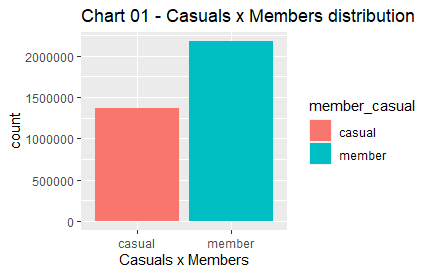 Chart 01 - Casuals x Members distribution
count
2000000
1500000
1000000
500000
0
casual
member
Casuals x Members
member_casual
casual
member